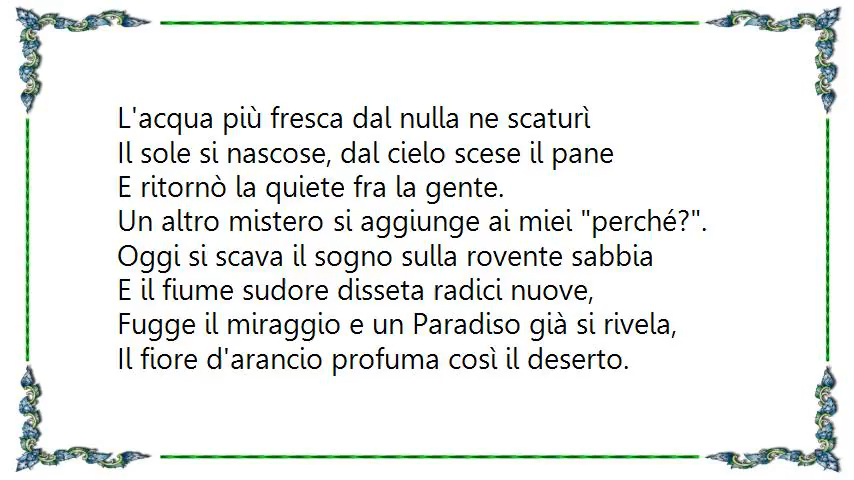 L'acqua più fresca dal nulla ne scaturì
Il sole si nascose, dal cielo scese il pane
E ritornò la quiete fra la gente.
Un altro mistero si aggiunge ai miei "perché?".
Oggi si scava il sogno sulla rovente sabbia
E il fiume sudore disseta radici nuove,
Fugge il miraggio e un Paradiso già si rivela,
Il fiore d'arancio profuma così il deserto.